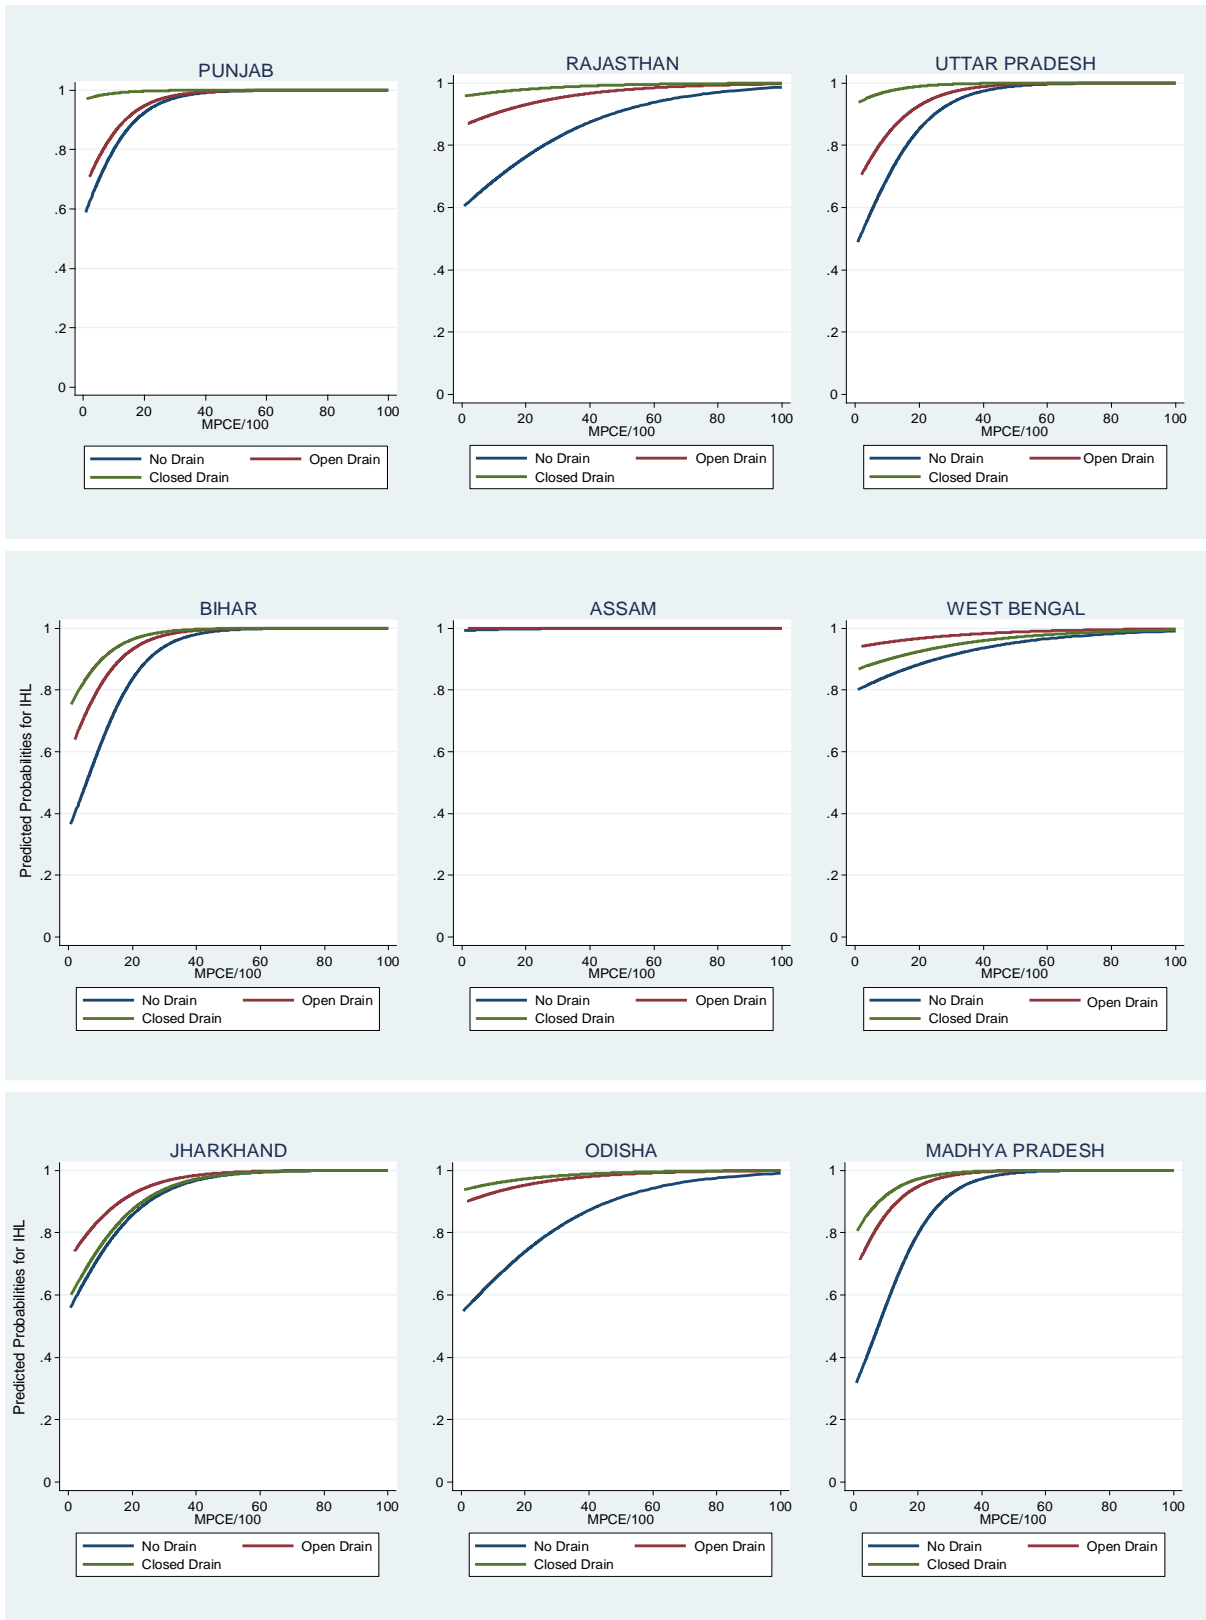 PUNJAB
1
.8
.6
.4
.2
0
0 20 40 60 80 100
MPCE/100
No Drain Open Drain
Closed Drain
RAJASTHAN
1
.8
.6
.4
.2
0
0 20 40 60 80 100
MPCE/100
No Drain Open Drain
Closed Drain
UTTAR PRADESH
1
.8
.6
.4
.2
0
0 20 40 60 80 100
MPCE/100
No Drain Open Drain
Closed Drain
Predicted Probabilities for IHL
BIHAR
1
.8
.6
.4
.2
0
0 20 40 60 80 100
MPCE/100
No Drain Open Drain
Closed Drain
ASSAM
1
.8
.6
.4
.2
0
0 20 40 60 80 100
MPCE/100
No Drain Open Drain
Closed Drain
WEST BENGAL
1
.8
.6
.4
.2
0
0 20 40 60 80 100
MPCE/100
No Drain Open Drain
Closed Drain
Predicted Probabilities for IHL
JHARKHAND
1
.8
.6
.4
.2
0
0 20 40 60 80 100
MPCE/100
No Drain Open Drain
Closed Drain
ODISHA
1
.8
.6
.4
.2
0
0 20 40 60 80 100
MPCE/100
No Drain Open Drain
Closed Drain
MADHYA PRADESH
1
.8
.6
.4
.2
0
0 20 40 60 80 100
MPCE/100
No Drain Open Drain
Closed Drain